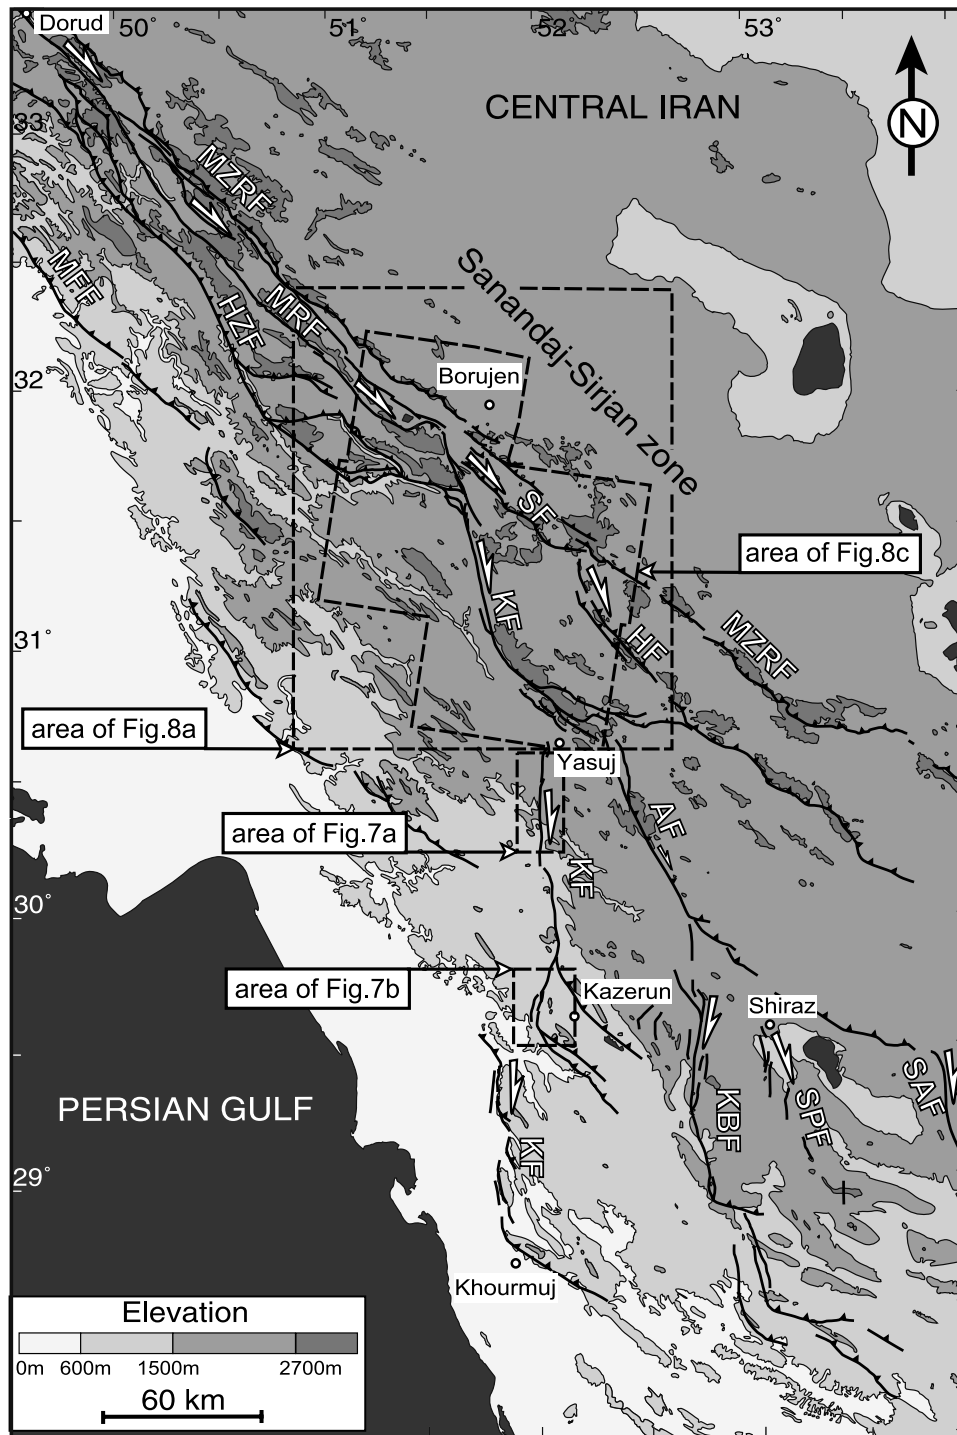 Dorud
50
51
52
53
CENTRAL IRAN
N
33
MZRF
MFF
HZF
MRF
Sanandaj-Sirjan zone
32
Borujen
SF
area of Fig.8c
KF
31°
HF
MZRF
area of Fig.8a
Yasuj
AF
area of Fig.7a
KF
30°
area of Fig.7b
Kazerun
Shiraz
PERSIAN GULF
KBF
SPF
SAF
KF
29°
Khourmuj
Elevation
0m 600m 1500m 2700m
60 km